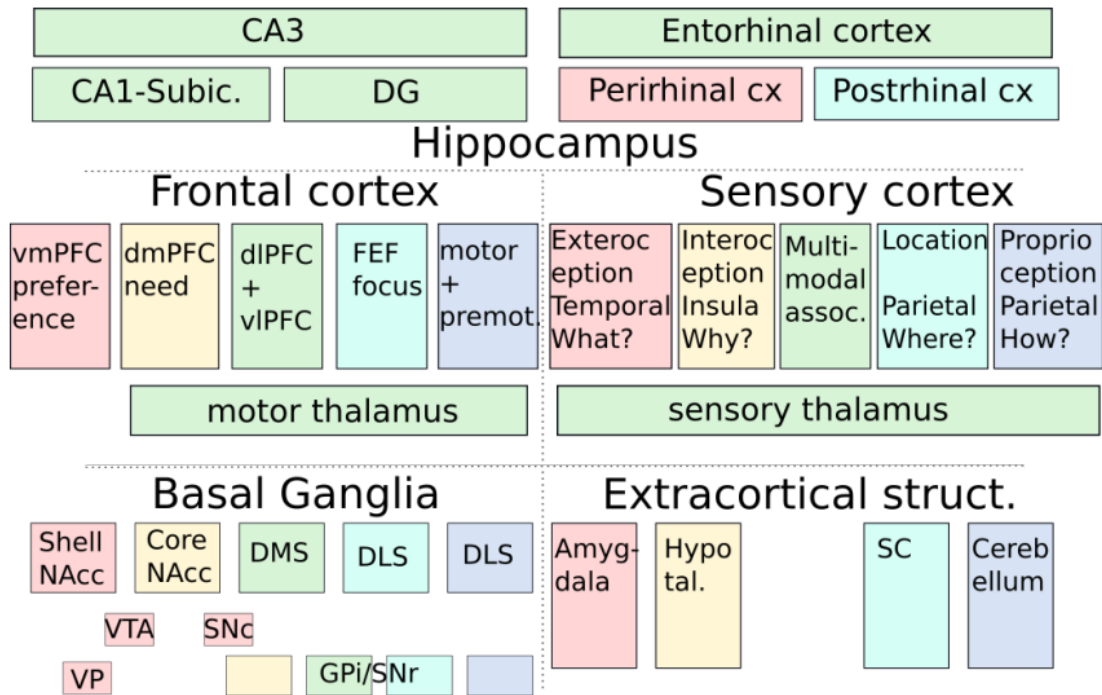 CA3
Entorhinal cortex
CA1-Subic.
DG
Perirhinal cx
Postrhinal cx
Hippocampus
Frontal cortex
Sensory cortex
vmPFC
prefer-
ence
dmPFC
need
dlPFC
+
vlPFC
FEF
focus
motor
+
premot.
Exteroc
eption
Temporal
What?
Interoc
eption
Insula
Why?
Multi-
modal
assoc.
Location
Parietal
Where?
Proprio
ception
Parietal
How?
motor thalamus
sensory thalamus
Basal Ganglia
Extracortical struct.
Shell
NAcc
Core
NAcc
DMS
DLS
DLS
Amyg-
dala
Hypo
tal.
SC
Cereb
ellum
VTA
SNc
VP
GPi/SNr